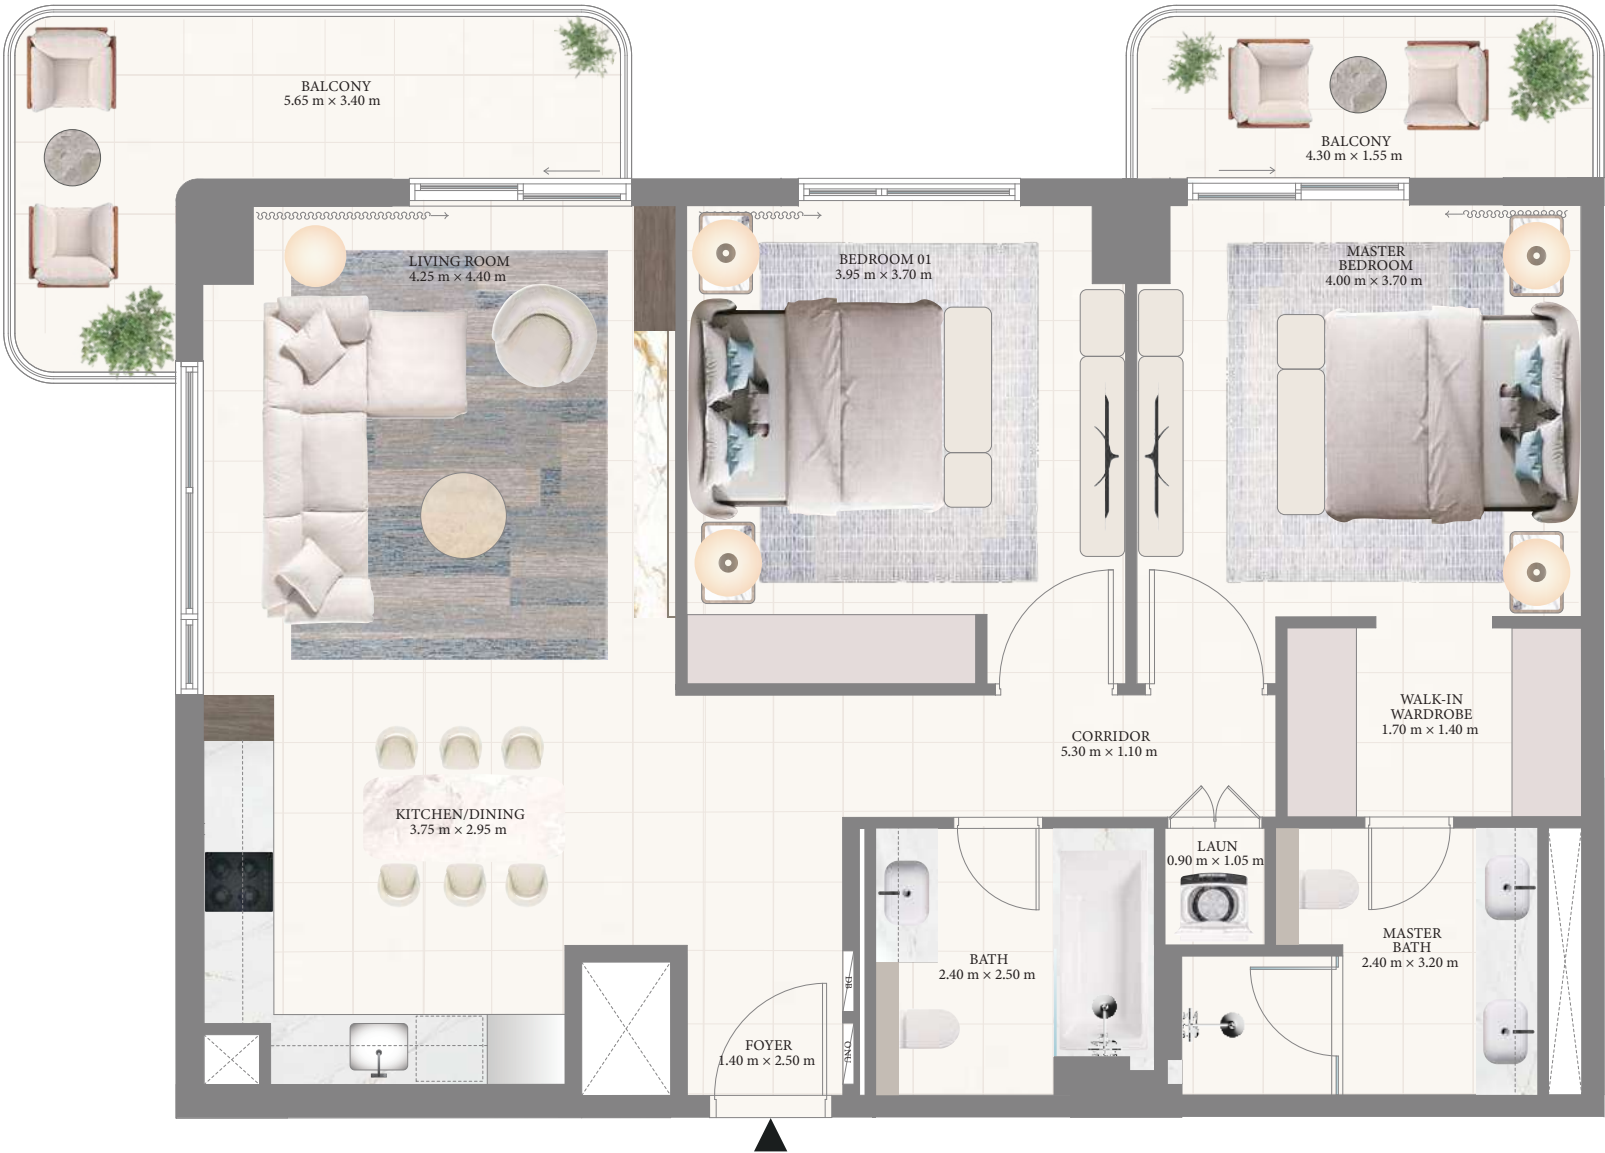 BALCONY
5.65 m × 3.40 m
BALCONY
4.30 m × 1.55 m
LIVING ROOM
4.25 m × 4.40 m
BEDROOM 01
3.95 m × 3.70 m
MASTER
BEDROOM
4.00 m × 3.70 m
WALK-IN
WARDROBE
1.70 m × 1.40 m
CORRIDOR
5.30 m × 1.10 m
KITCHEN/DINING
3.75 m × 2.95 m
LAUN
0.90 m × 1.05 m
BATH
2.40 m × 2.50 m
MASTER
BATH
2.40 m × 3.20 m
DB
ONU
FOYER
1.40 m × 2.50 m